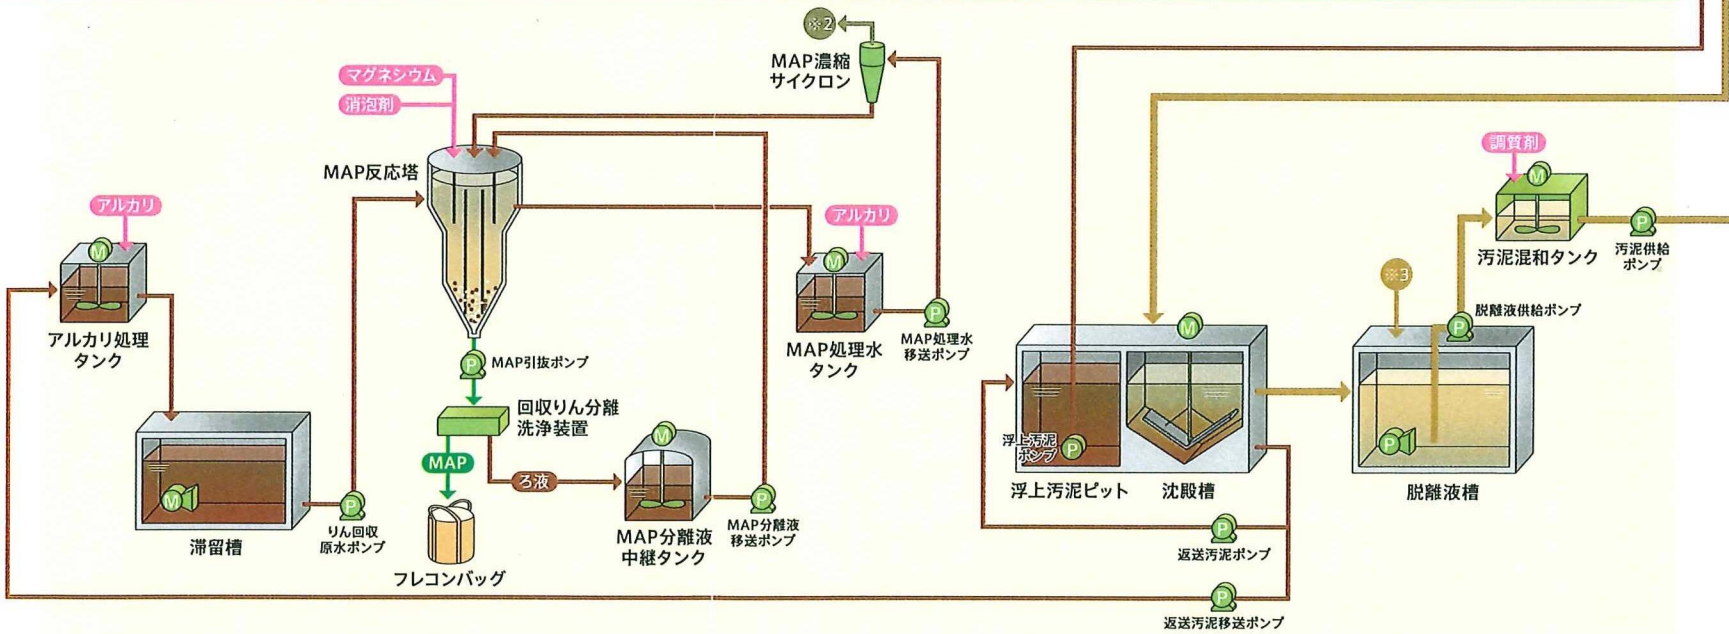 ※2
MAP濃縮
サイクロン
マグネシウム
消泡剤
MAP反応塔
アルカリ
M
アルカリ処理
タンク
M
滞留槽
P
りん回収
原水ポンプ
P
MAP引抜ポンプ
回収りん分離
洗浄装置
MAP
ろ液
フレコンバッグ
M
MAP分離液
中継タンク
P
MAP分離液
移送ポンプ
アルカリ
M
MAP処理水
タンク
P
MAP処理水
移送ポンプ
調質剤
M
汚泥混和タンク
P
汚泥供給
ポンプ
※3
脱離液供給ポンプ
P
M
浮上汚泥
ポンプ
P
浮上汚泥ピット
沈殿槽
P
脱離液槽
P
返送汚泥ポンプ
P
返送汚泥移送ポンプ